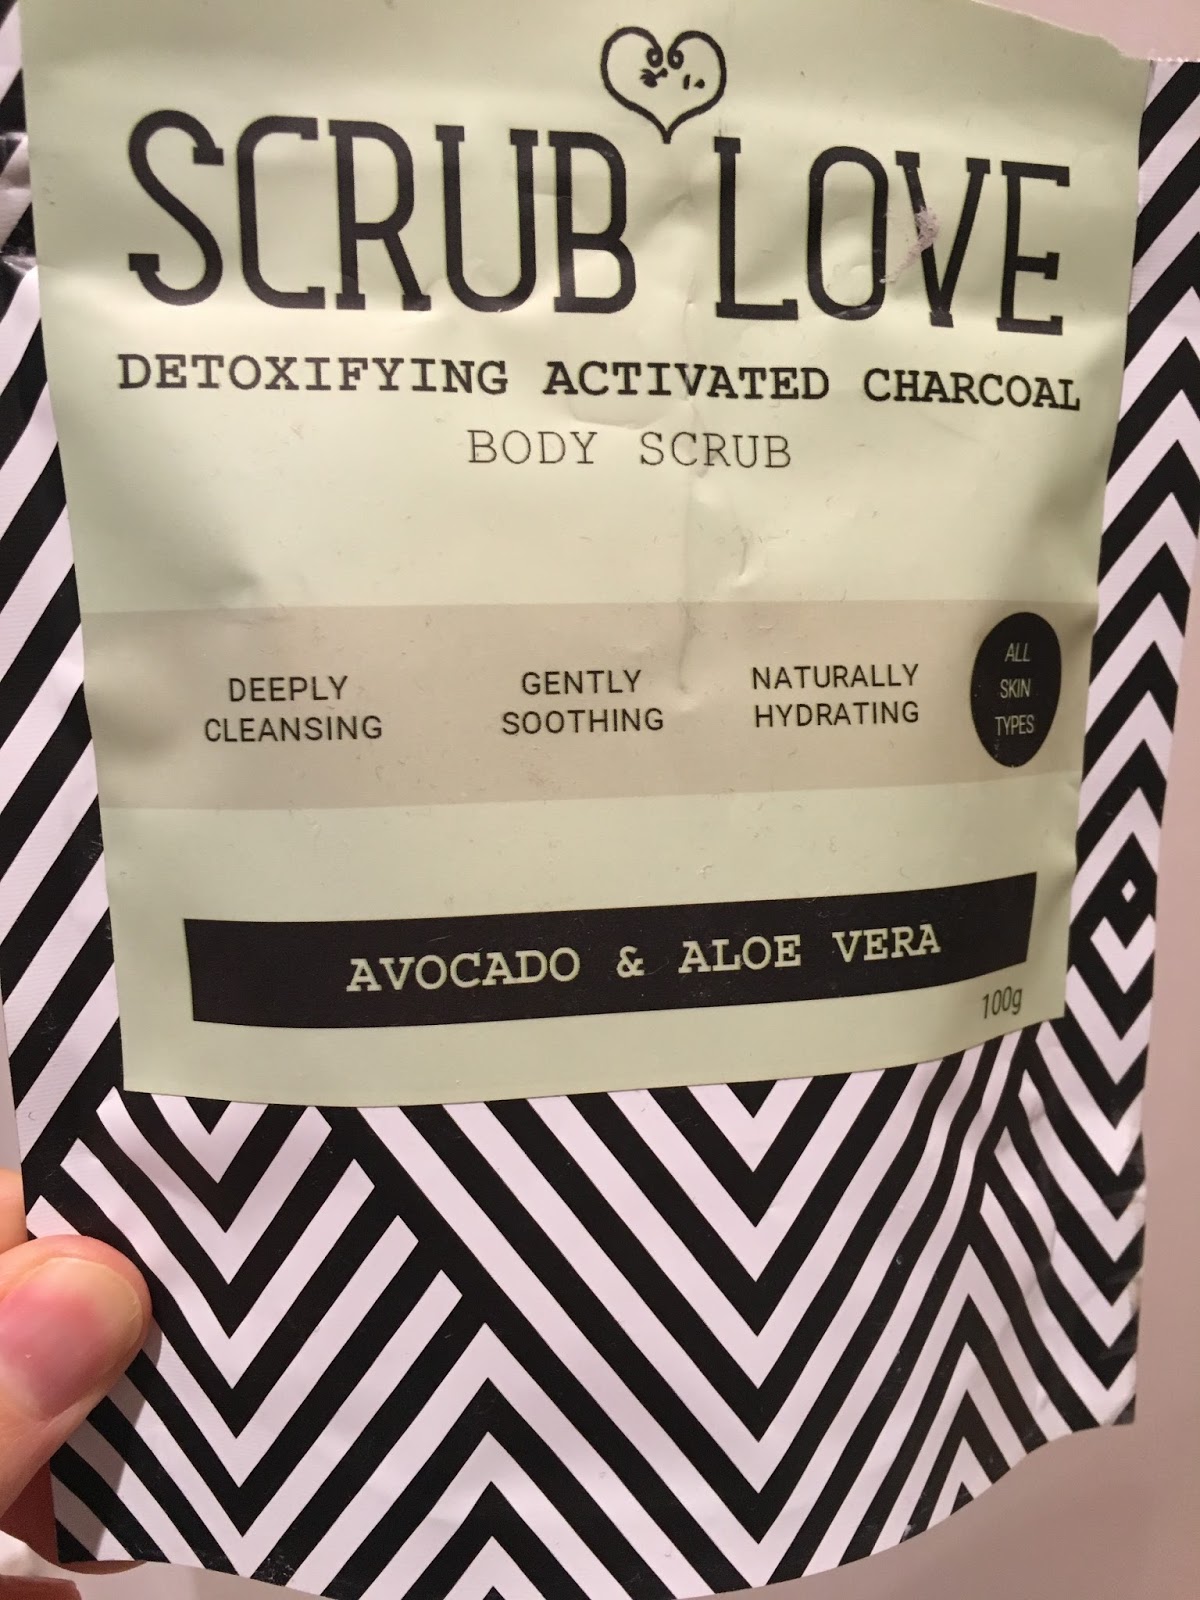 SCRUB LOVE
DETOXIFYING ACTIVATED CHARCOAL
BODY SCRUB
DEEPLY
CLEANSING
GENTLY
SOOTHING
NATURALLY
HYDRATING
ALL
SKIN
TYPES
AVOCADO & ALOE VERA
100g